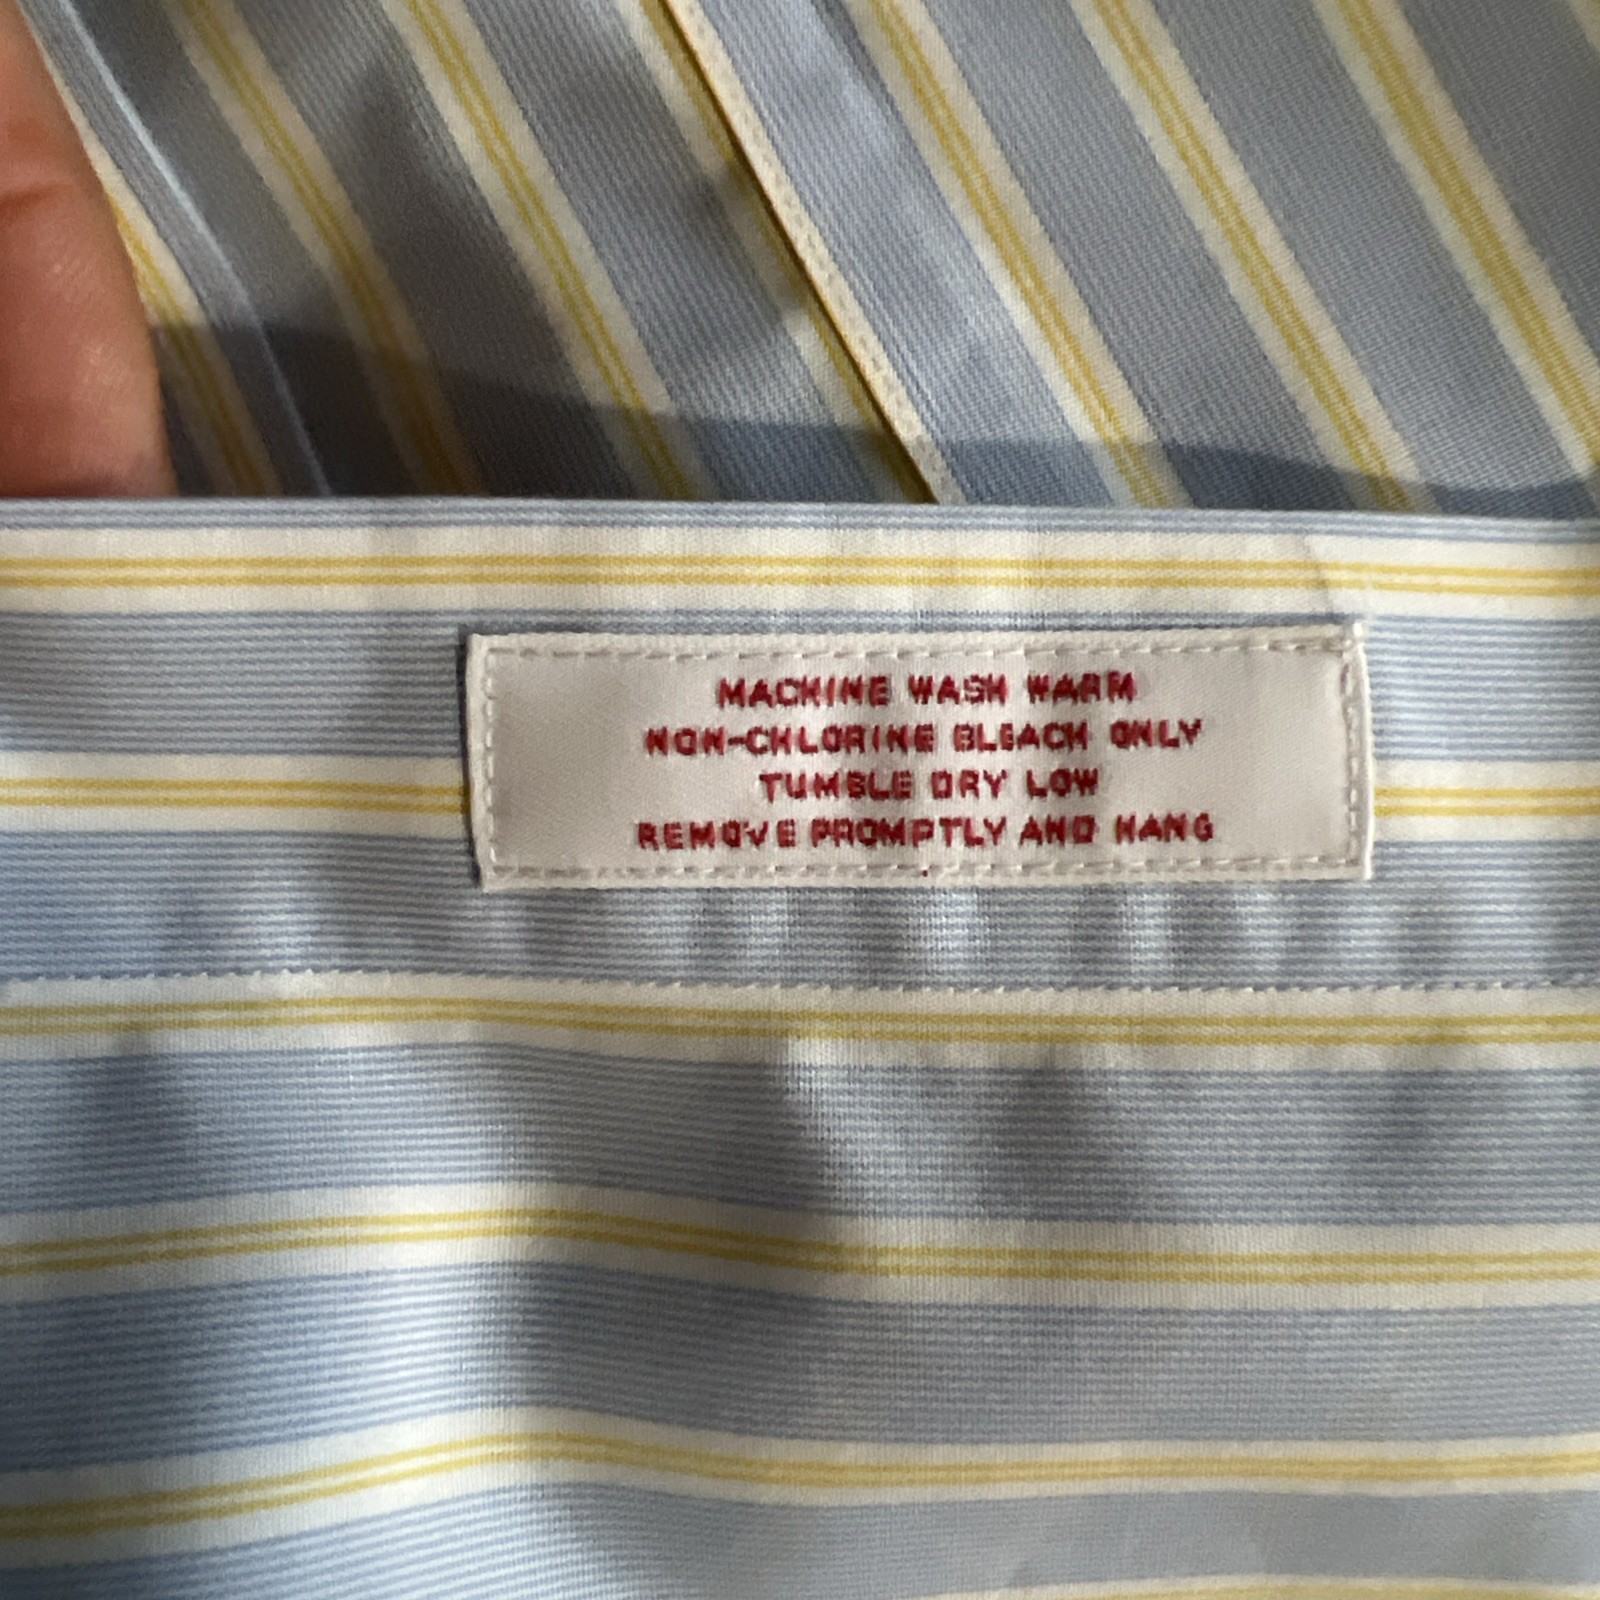 MACHINE WASH WARM
NON-CHLORINE BLEACH ONLY
TUMBLE DRY LOW
REMOVE PROMPTLY AND HANG